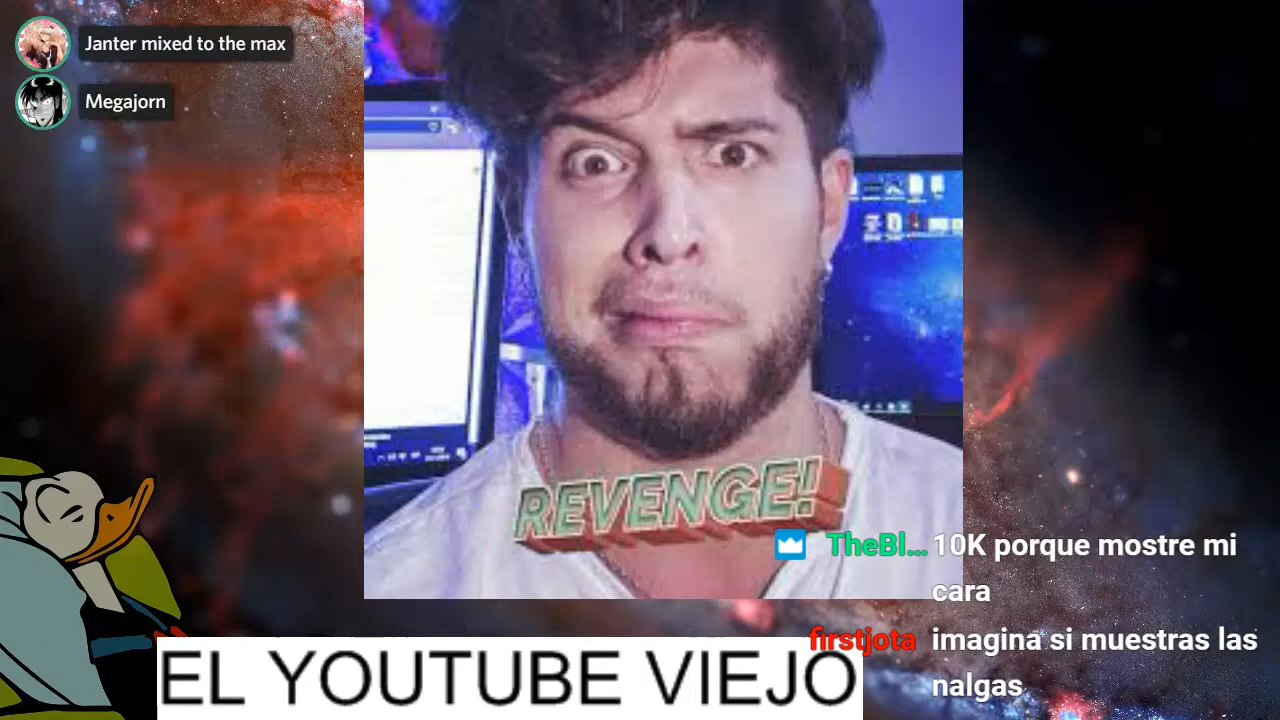 Janter mixed to the max
Megajorn
REVENGE!
TheBl... 10K porque mostre mi
cara
firstjota imagina si muestras las
nalgas
EL YOUTUBE VIEJO